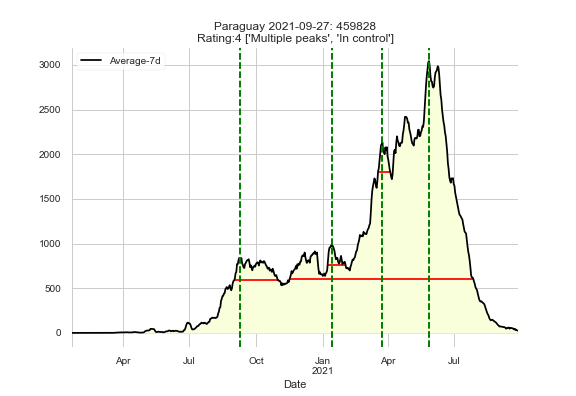 Paraguay 2021-09-27: 459828
Rating:4 ['Multiple peaks', 'In control']
Average-7d
3000
2500
2000
1500
1000
500
0
Apr
Jul
Oct
Jan
2021
Apr
Jul
Date